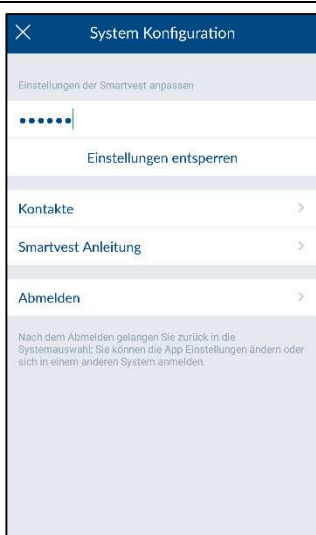 System Konfiguration
Einstellungen der Smartvest anpassen
••••••
Einstellungen entsperren
Kontakte
Smartvest Anleitung
Abmelden
Nach dem Abmelden gelangen Sie zurück in die
Systemauswahl; Sie können die App Einstellungen ändern oder
sich in einem anderen System anmelden.